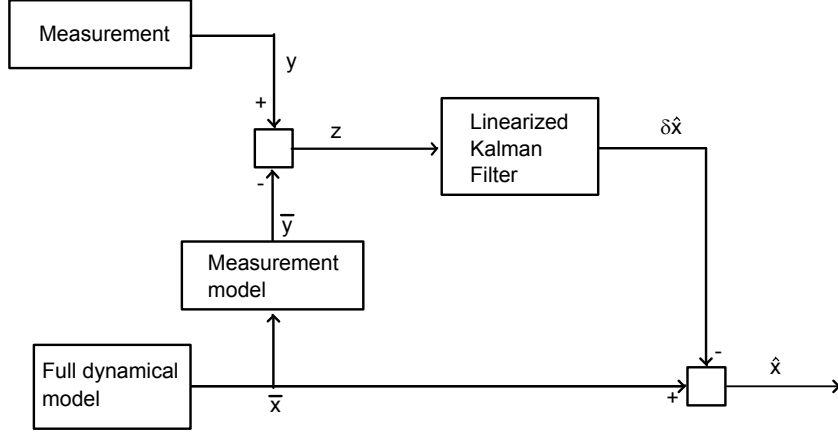 Measurement
y
+
z
Linearized
Kalman
Filter
δx̂
-
y̅
Measurement
model
Full dynamical
model
x̅
-
+
x̂